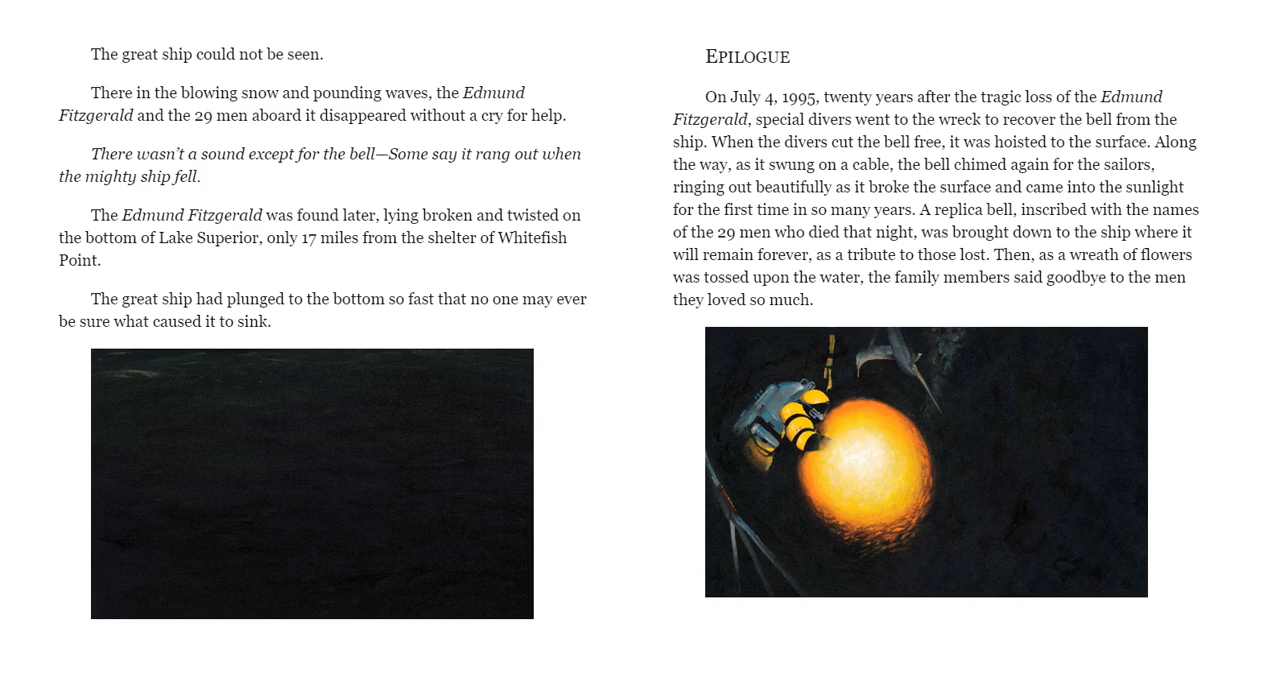 The great ship could not be seen.
There in the blowing snow and pounding waves, the Edmund
Fitzgerald and the 29 men aboard it disappeared without a cry for help.
There wasn’t a sound except for the bell—Some say it rang out when
the mighty ship fell.
The Edmund Fitzgerald was found later, lying broken and twisted on
the bottom of Lake Superior, only 17 miles from the shelter of Whitefish
Point.
The great ship had plunged to the bottom so fast that no one may ever
be sure what caused it to sink.
EPILOGUE
On July 4, 1995, twenty years after the tragic loss of the Edmund
Fitzgerald, special divers went to the wreck to recover the bell from the
ship. When the divers cut the bell free, it was hoisted to the surface. Along
the way, as it swung on a cable, the bell chimed again for the sailors,
ringing out beautifully as it broke the surface and came into the sunlight
for the first time in so many years. A replica bell, inscribed with the names
of the 29 men who died that night, was brought down to the ship where it
will remain forever, as a tribute to those lost. Then, as a wreath of flowers
was tossed upon the water, the family members said goodbye to the men
they loved so much.